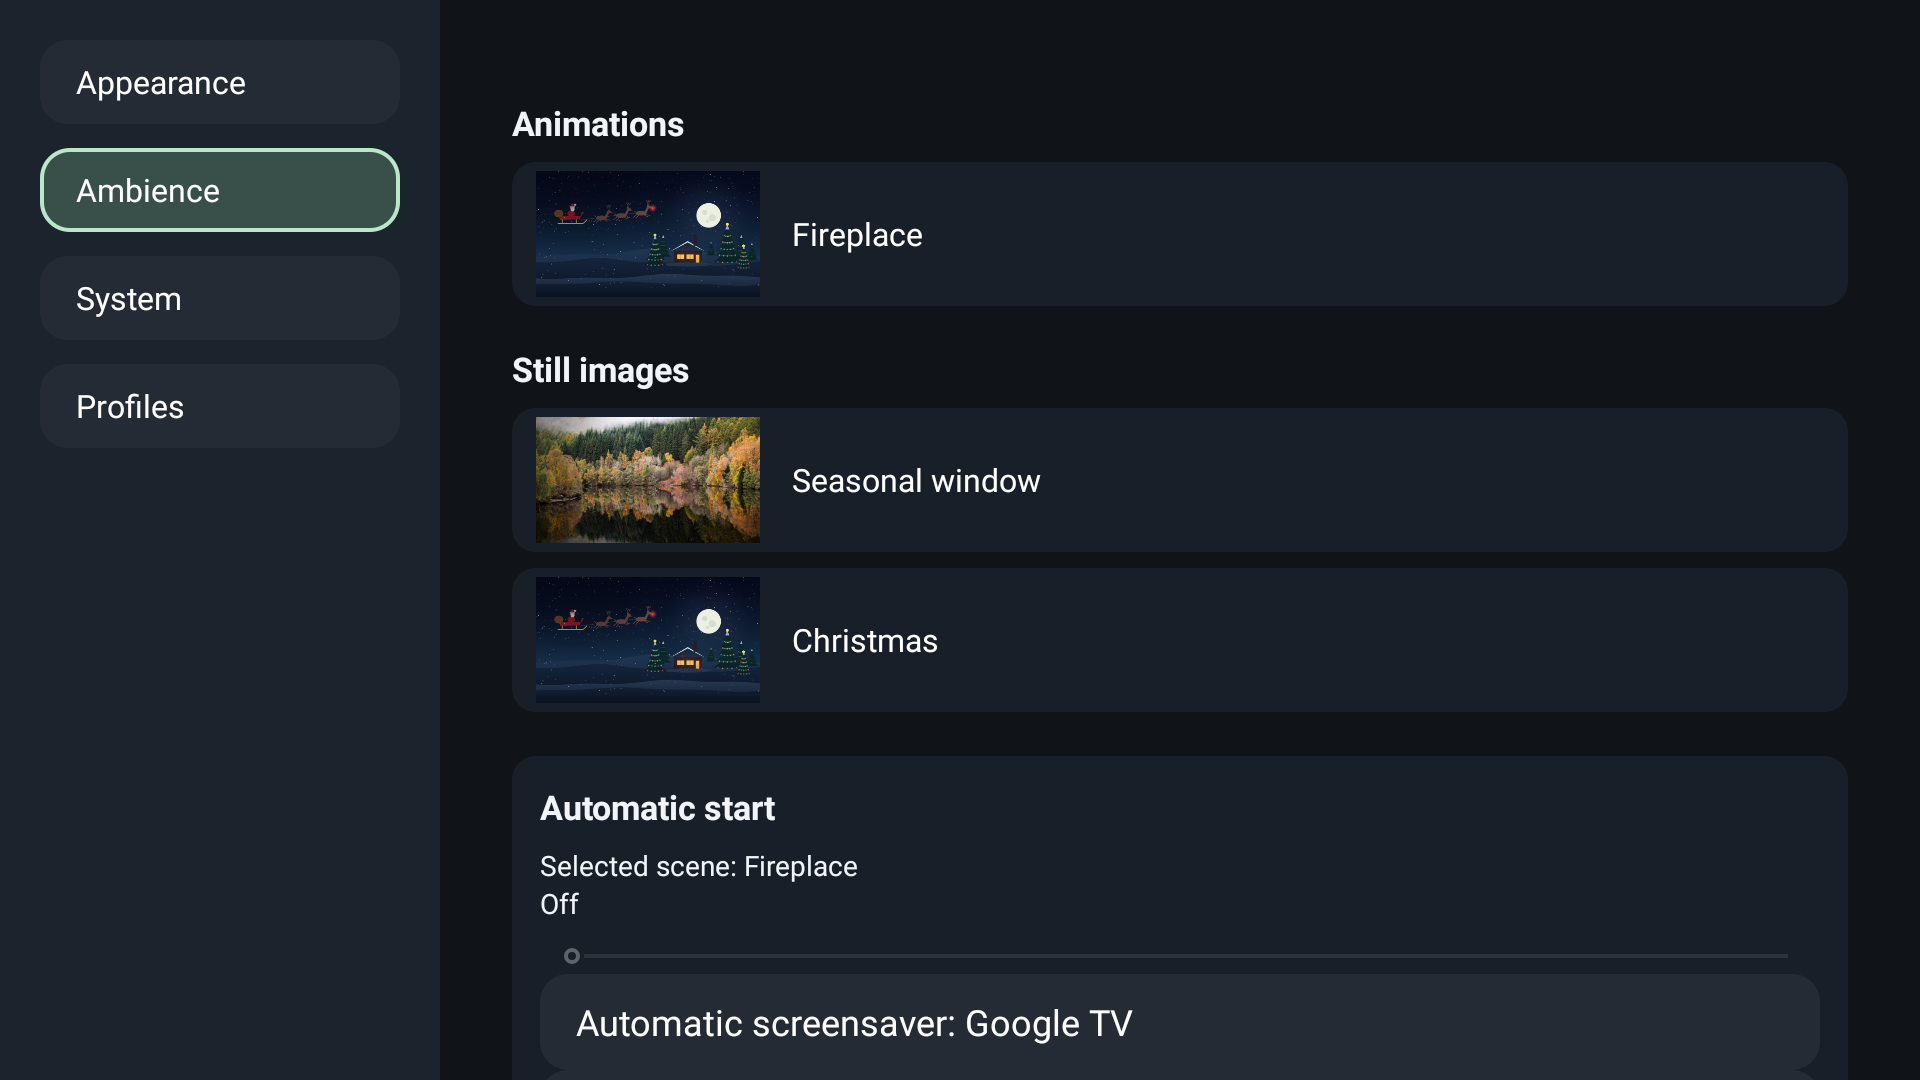 Appearance
Ambience
System
Profiles
Animations
Fireplace
Still images
Seasonal window
Christmas
Automatic start
Selected scene: Fireplace
Off
Automatic screensaver: Google TV